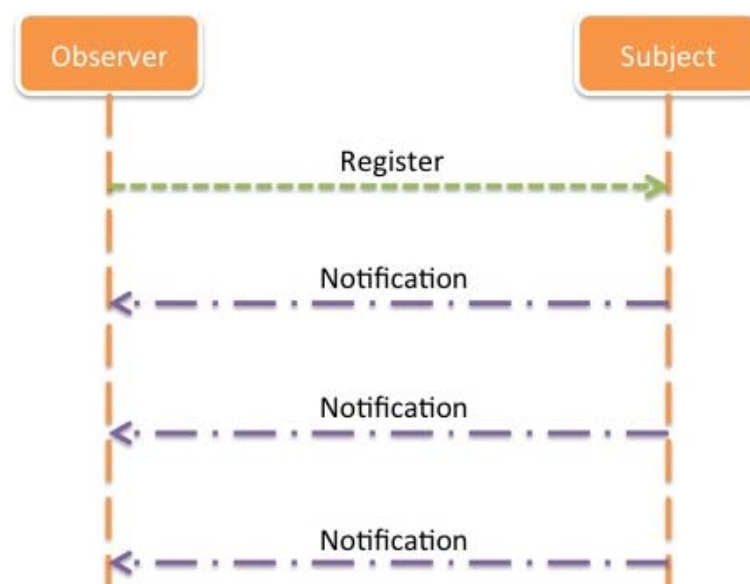 Observer
Subject
Register
Notification
Notification
Notification